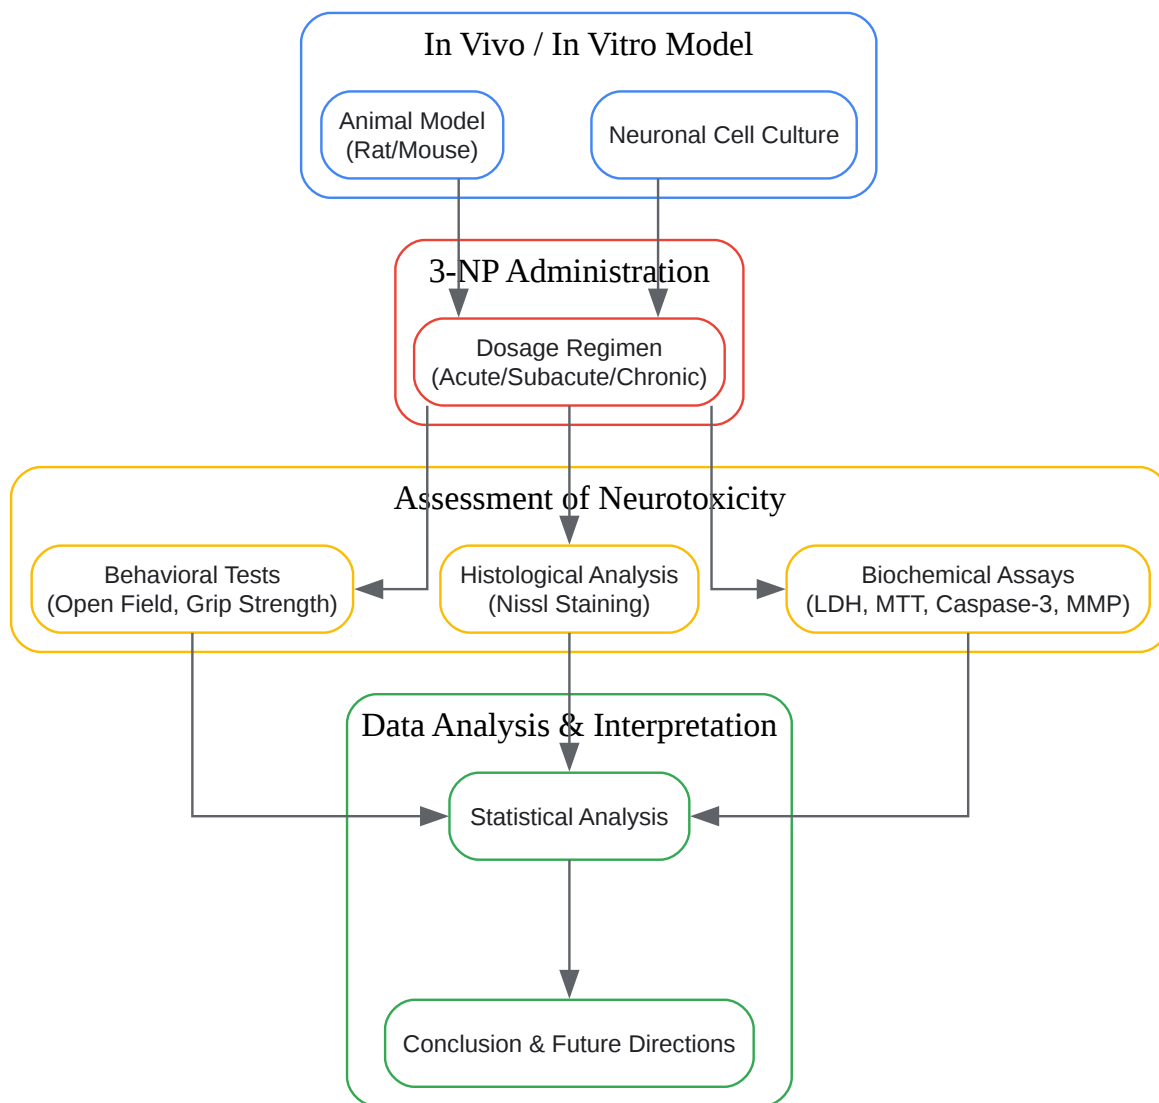 In Vivo / In Vitro Model
Animal Model
(Rat/Mouse)
Neuronal Cell Culture
3-NP Administration
Dosage Regimen
(Acute/Subacute/Chronic)
Assessment of Neurotoxicity
Behavioral Tests
(Open Field, Grip Strength)
Histological Analysis
(Nissl Staining)
Biochemical Assays
(LDH, MTT, Caspase-3, MMP)
Data Analysis & Interpretation
Statistical Analysis
Conclusion & Future Directions